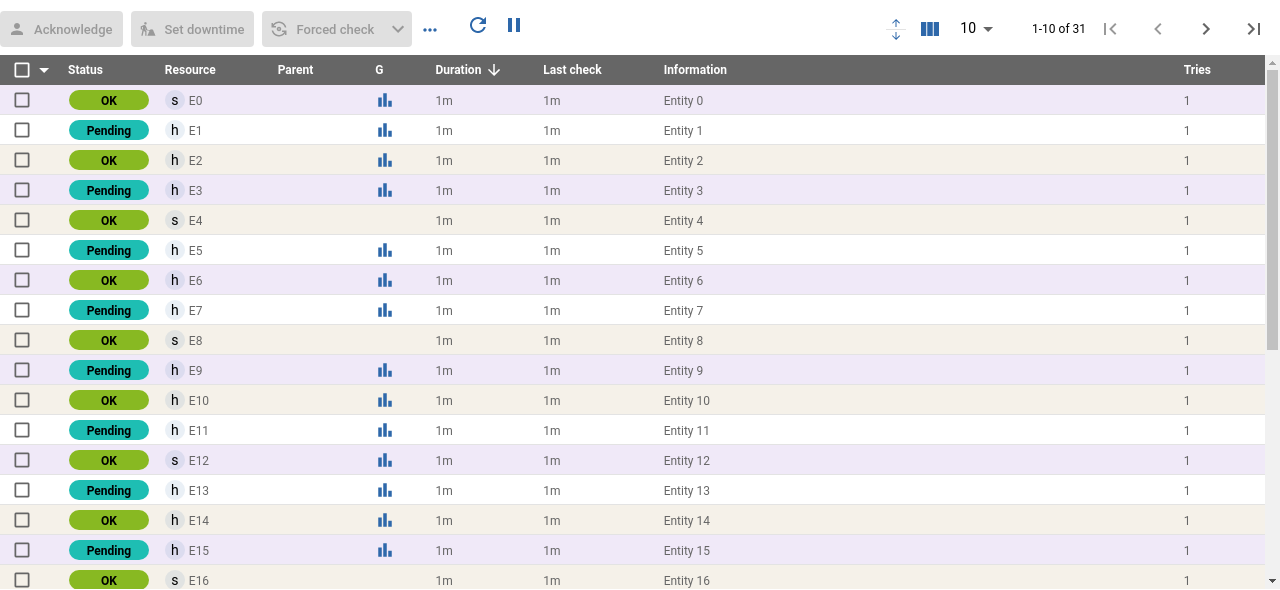 Acknowledge Set downtime Forced check 10 1-10 of 31
Status Resource Parent G Duration Last check Information Tries
OK s E0 1m 1m Entity 0 1
Pending h E1 1m 1m Entity 1 1
OK h E2 1m 1m Entity 2 1
Pending h E3 1m 1m Entity 3 1
OK s E4 1m 1m Entity 4 1
Pending h E5 1m 1m Entity 5 1
OK h E6 1m 1m Entity 6 1
Pending h E7 1m 1m Entity 7 1
OK s E8 1m 1m Entity 8 1
Pending h E9 1m 1m Entity 9 1
OK h E10 1m 1m Entity 10 1
Pending h E11 1m 1m Entity 11 1
OK s E12 1m 1m Entity 12 1
Pending h E13 1m 1m Entity 13 1
OK h E14 1m 1m Entity 14 1
Pending h E15 1m 1m Entity 15 1
OK s E16 1m 1m Entity 16 1